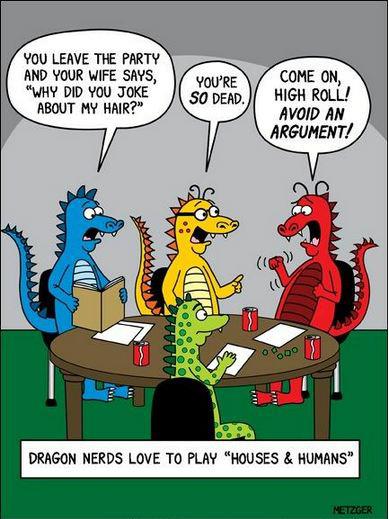 YOU LEAVE THE PARTY
AND YOUR WIFE SAYS,
"WHY DID YOU JOKE
ABOUT MY HAIR?"
YOU'RE
SO DEAD.
COME ON,
HIGH ROLL!
AVOID AN
ARGUMENT!
DRAGON NERDS LOVE TO PLAY "HOUSES & HUMANS"
METZGER